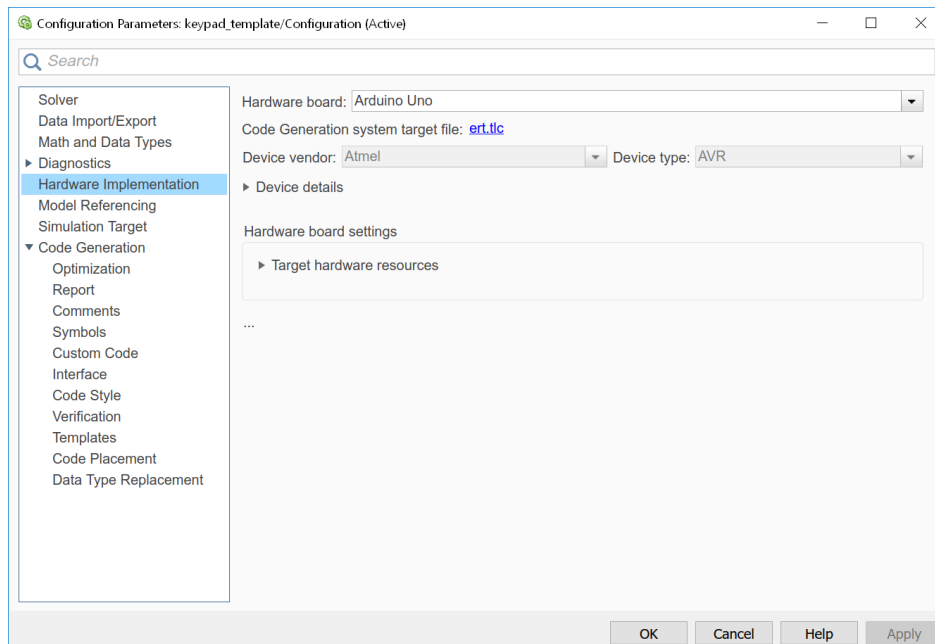 Configuration Parameters: keypad_template/Configuration (Active)
Search
Solver
Data Import/Export
Math and Data Types
Diagnostics
Hardware Implementation
Model Referencing
Simulation Target
Code Generation
Optimization
Report
Comments
Symbols
Custom Code
Interface
Code Style
Verification
Templates
Code Placement
Data Type Replacement
Hardware board: Arduino Uno
Code Generation system target file: ert.tlc
Device vendor: Atmel Device type: AVR
Device details
Hardware board settings
Target hardware resources
...
OK Cancel Help Apply